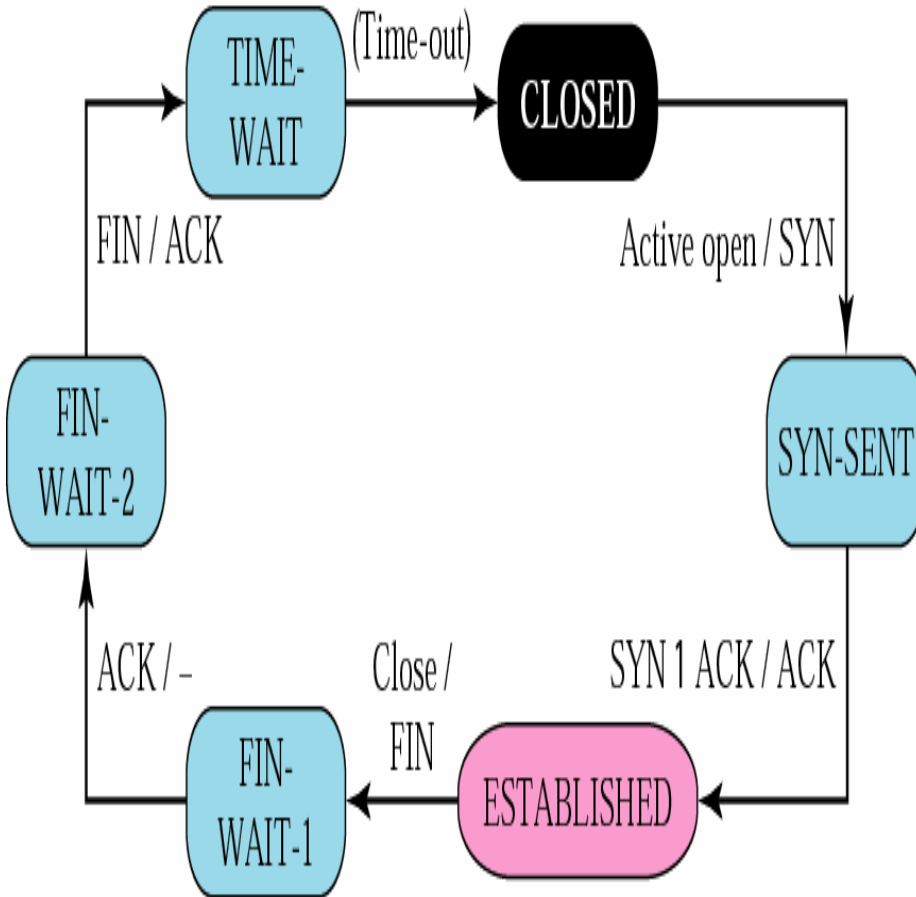 TIME-
WAIT
(Time-out)
CLOSED
FIN / ACK
Active open / SYN
FIN-
WAIT-2
SYN-SENT
ACK / –
Close /
FIN
SYN 1 ACK / ACK
FIN-
WAIT-1
ESTABLISHED